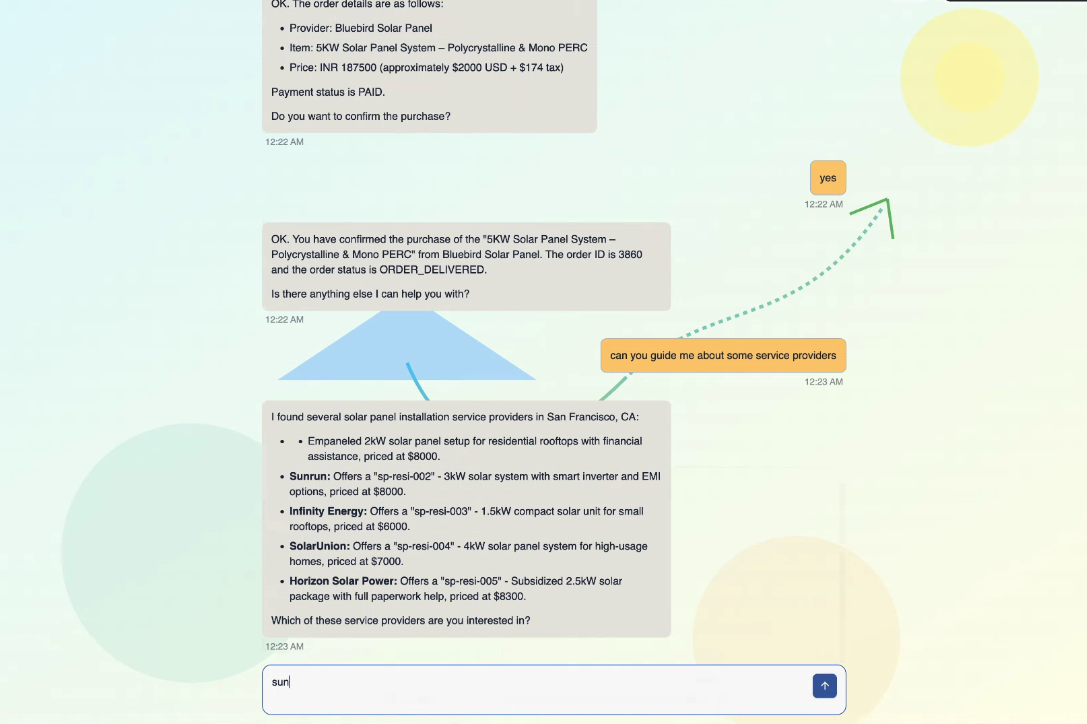 OK. The order details are as follows:
• Provider: Bluebird Solar Panel
• Item: 5KW Solar Panel System – Polycrystalline & Mono PERC
• Price: INR 187500 (approximately $2000 USD + $174 tax)
Payment status is PAID.
Do you want to confirm the purchase?
12:22 AM
yes
12:22 AM
OK. You have confirmed the purchase of the "5KW Solar Panel System –
Polycrystalline & Mono PERC" from Bluebird Solar Panel. The order ID is 3860
and the order status is ORDER_DELIVERED.
Is there anything else I can help you with?
12:22 AM
can you guide me about some service providers
12:23 AM
I found several solar panel installation service providers in San Francisco, CA:
• • Empaneled 2kW solar panel setup for residential rooftops with financial
assistance, priced at $8000.
• Sunrun: Offers a "sp-resi-002" - 3kW solar system with smart inverter and EMI
options, priced at $8000.
• Infinity Energy: Offers a "sp-resi-003" - 1.5kW compact solar unit for small
rooftops, priced at $6000.
• SolarUnion: Offers a "sp-resi-004" - 4kW solar panel system for high-usage
homes, priced at $7000.
• Horizon Solar Power: Offers a "sp-resi-005" - Subsidized 2.5kW solar
package with full paperwork help, priced at $8300.
Which of these service providers are you interested in?
12:23 AM
sun